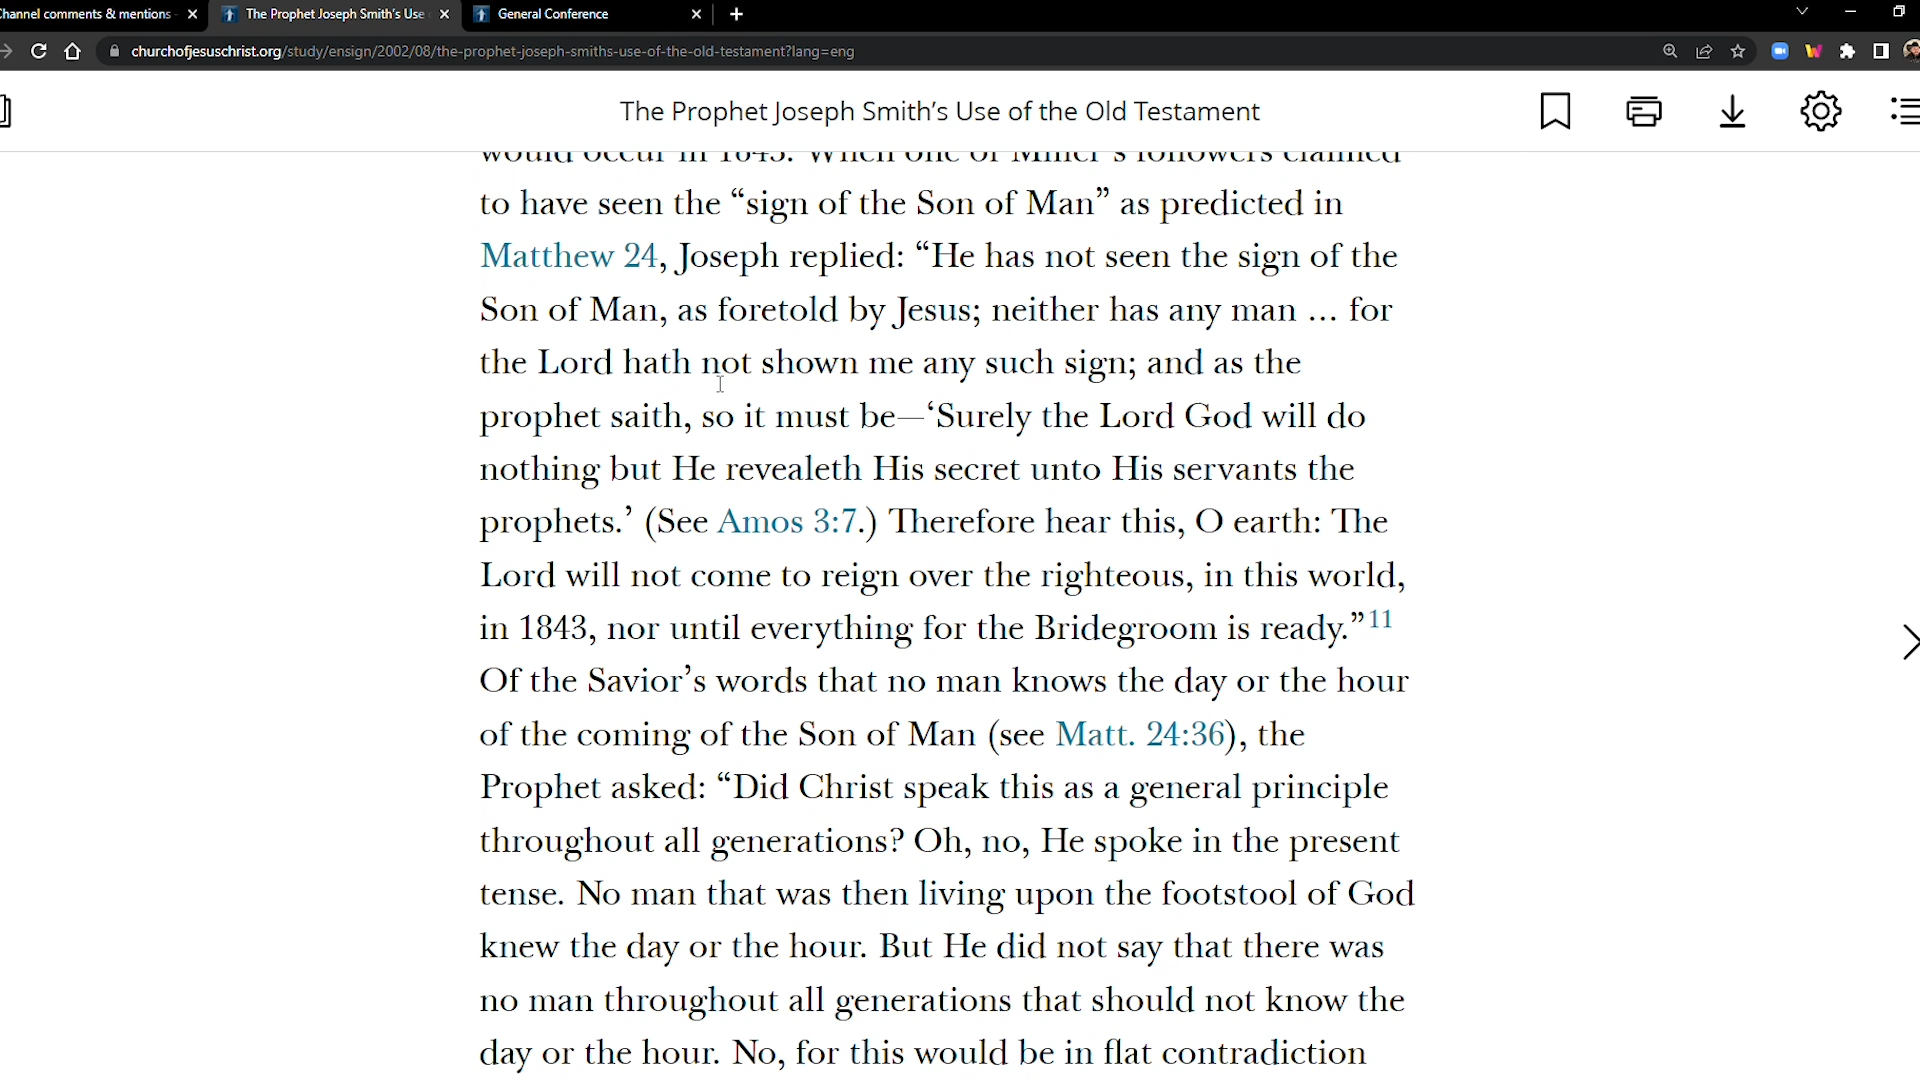 Channel comments & mentions
The Prophet Joseph Smith's Use
General Conference
churchofjesuschrist.org/study/ensign/2002/08/the-prophet-joseph-smiths-use-of-the-old-testament?lang=eng
The Prophet Joseph Smith’s Use of the Old Testament
would occur in 1843. When one of Miller’s followers claimed
to have seen the “sign of the Son of Man” as predicted in
Matthew 24, Joseph replied: “He has not seen the sign of the
Son of Man, as foretold by Jesus; neither has any man … for
the Lord hath not shown me any such sign; and as the
prophet saith, so it must be—‘Surely the Lord God will do
nothing but He revealeth His secret unto His servants the
prophets.’ (See Amos 3:7.) Therefore hear this, O earth: The
Lord will not come to reign over the righteous, in this world,
in 1843, nor until everything for the Bridegroom is ready.”11
Of the Savior’s words that no man knows the day or the hour
of the coming of the Son of Man (see Matt. 24:36), the
Prophet asked: “Did Christ speak this as a general principle
throughout all generations? Oh, no, He spoke in the present
tense. No man that was then living upon the footstool of God
knew the day or the hour. But He did not say that there was
no man throughout all generations that should not know the
day or the hour. No, for this would be in flat contradiction